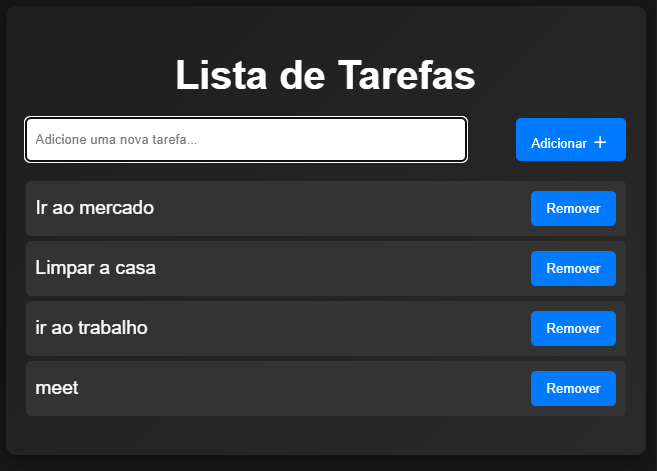 Lista de Tarefas
Adicione uma nova tarefa...
Adicionar +
Ir ao mercado
Remover
Limpar a casa
Remover
ir ao trabalho
Remover
meet
Remover